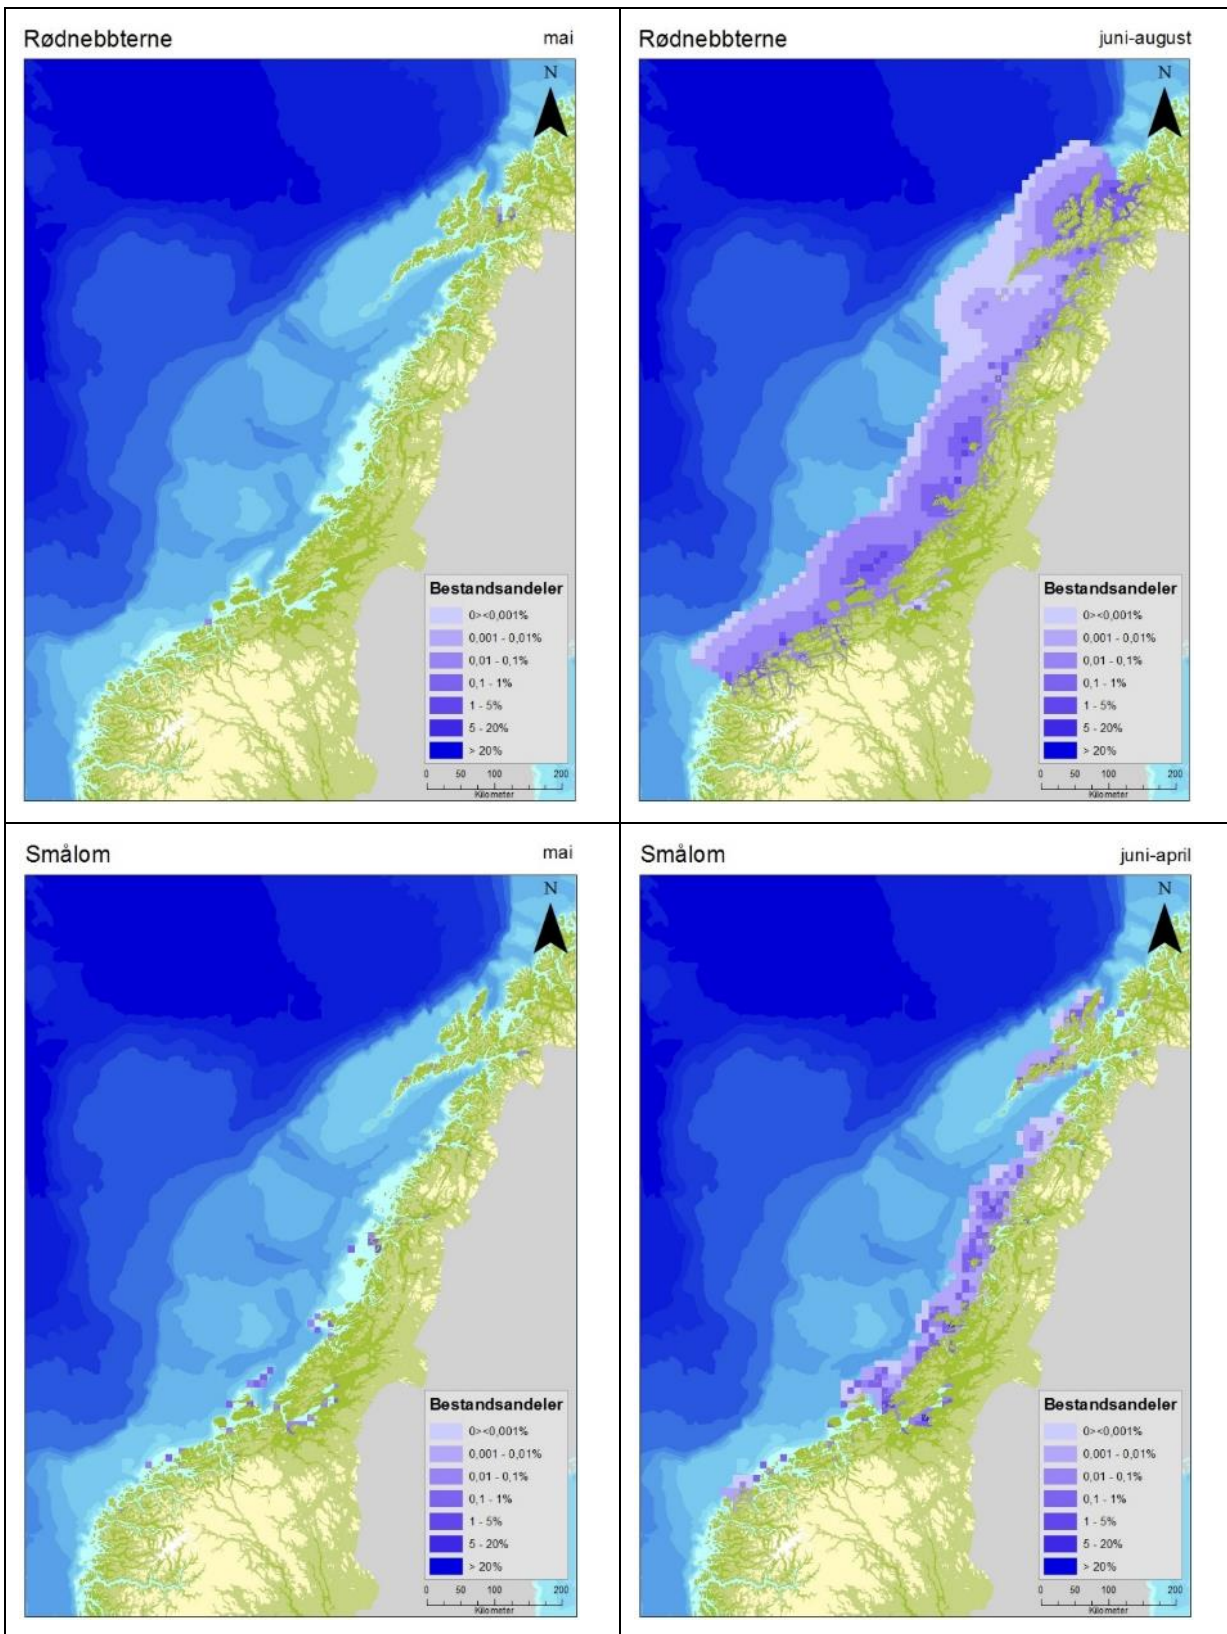 Rødnebbterne mai
N
Bestandsandeler
0><0,001%
0,001 - 0,01%
0,01 - 0,1%
0,1 - 1%
1 - 5%
5 - 20%
> 20%
0 50 100 200
Kilometer
Rødnebbterne juni-august
N
Bestandsandeler
0><0,001%
0,001 - 0,01%
0,01 - 0,1%
0,1 - 1%
1 - 5%
5 - 20%
> 20%
0 50 100 200
Kilometer
Smålom mai
N
Bestandsandeler
0><0,001%
0,001 - 0,01%
0,01 - 0,1%
0,1 - 1%
1 - 5%
5 - 20%
> 20%
0 50 100 200
Kilometer
Smålom juni-april
N
Bestandsandeler
0><0,001%
0,001 - 0,01%
0,01 - 0,1%
0,1 - 1%
1 - 5%
5 - 20%
> 20%
0 50 100 200
Kilometer